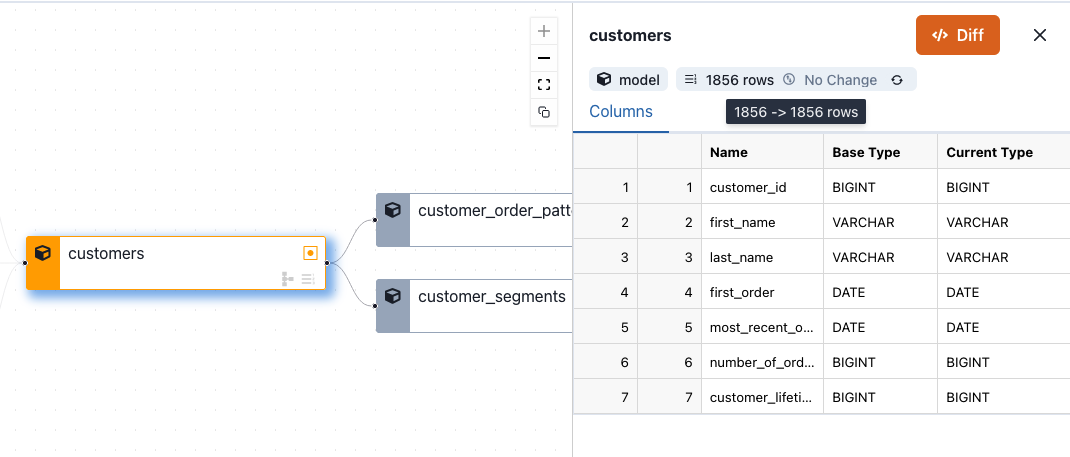 customers
Diff
model
1856 rows
No Change
Columns
1856 -> 1856 rows
Name Base Type Current Type
1 1 customer_id BIGINT BIGINT
2 2 first_name VARCHAR VARCHAR
3 3 last_name VARCHAR VARCHAR
4 4 first_order DATE DATE
5 5 most_recent_o... DATE DATE
6 6 number_of_ord... BIGINT BIGINT
7 7 customer_lifeti... BIGINT BIGINT
customers
customer_order_patt
customer_segments